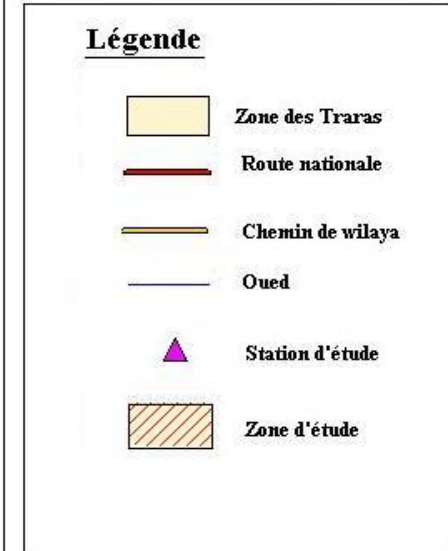 Légende
Zone des Traras
Route nationale
Chemin de wilaya
Oued
Station d'étude
Zone d'étude